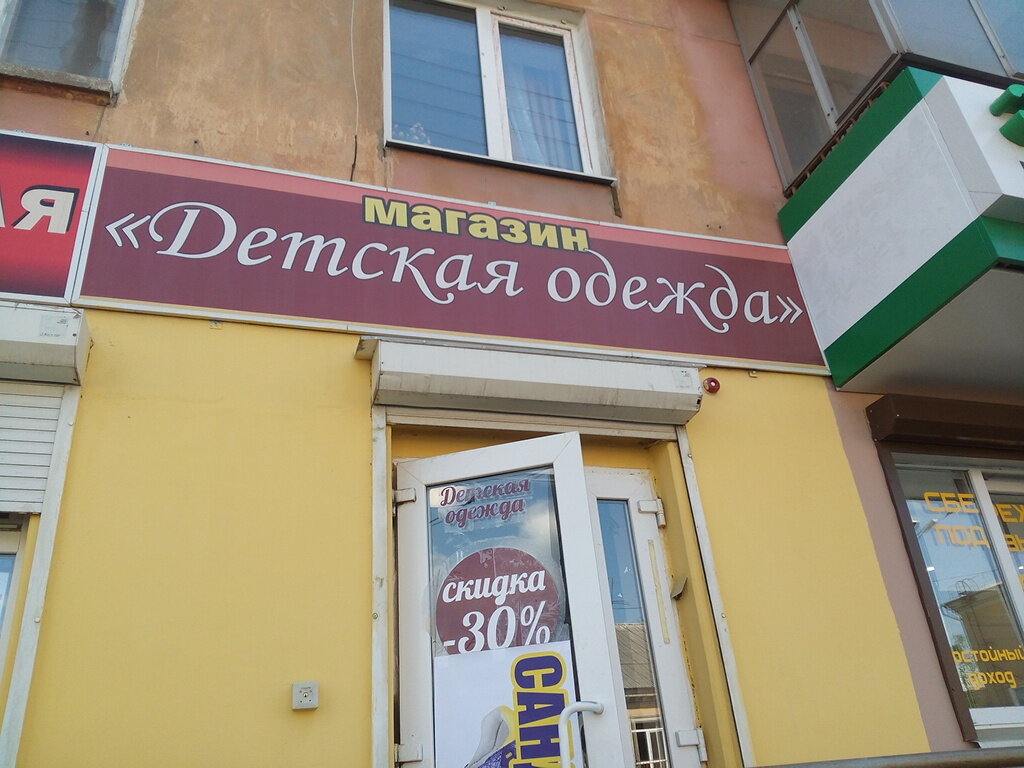 магазин
«Детская одежда»
Детская
одежда
скидка
-30%